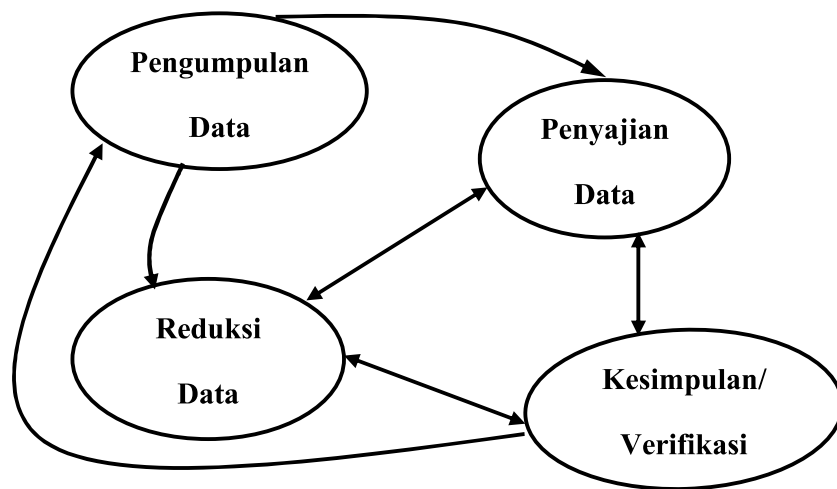 Pengumpulan
Data
Penyajian
Data
Reduksi
Data
Kesimpulan/
Verifikasi